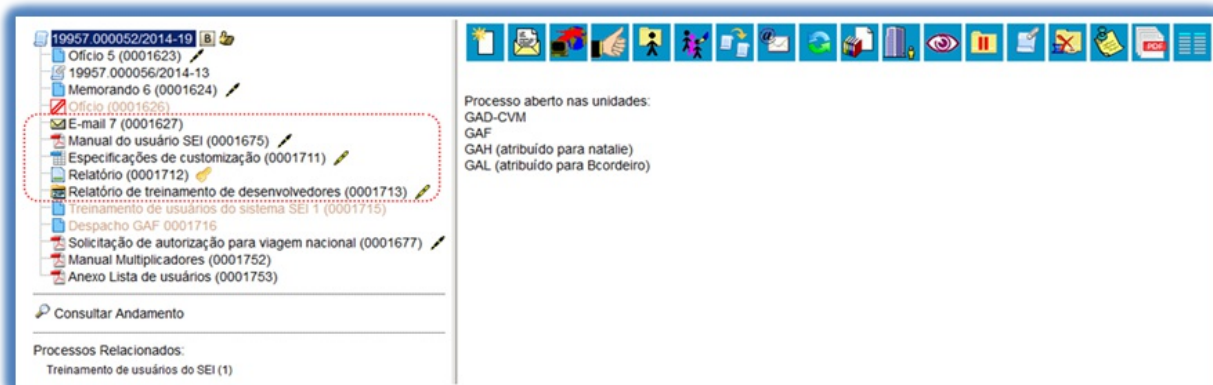 19957.000052/2014-19 B
Ofício 5 (0001623)
19957.000056/2014-13
Memorando 6 (0001624)
Ofício (0001626)
E-mail 7 (0001627)
Manual do usuário SEI (0001675)
Especificações de customização (0001711)
Relatório (0001712)
Relatório de treinamento de desenvolvedores (0001713)
Treinamento de usuários do sistema SEI 1 (0001715)
Despacho GAF 0001716
Solicitação de autorização para viagem nacional (0001677)
Manual Multiplicadores (0001752)
Anexo Lista de usuários (0001753)
Consultar Andamento
Processos Relacionados:
Treinamento de usuários do SEI (1)
PDF
Processo aberto nas unidades:
GAD-CVM
GAF
GAH (atribuído para natalie)
GAL (atribuído para Bcordeiro)